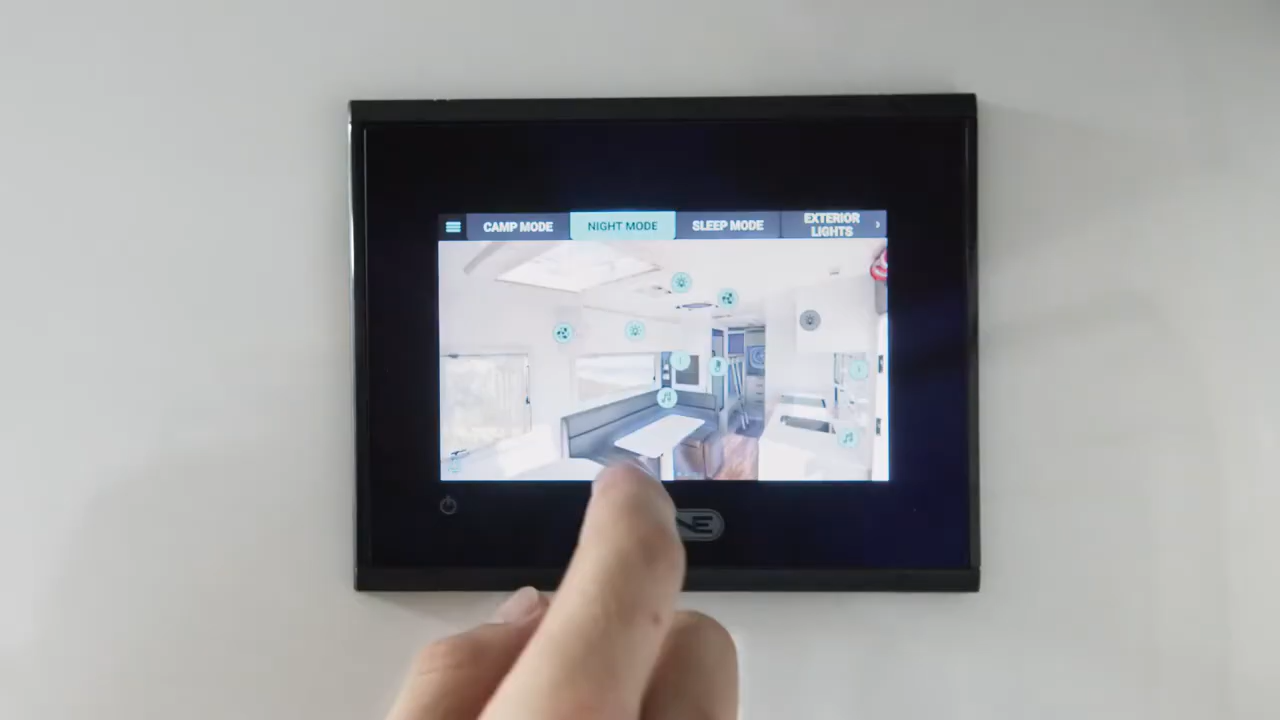 CAMP MODE
NIGHT MODE
SLEEP MODE
EXTERIOR
LIGHTS